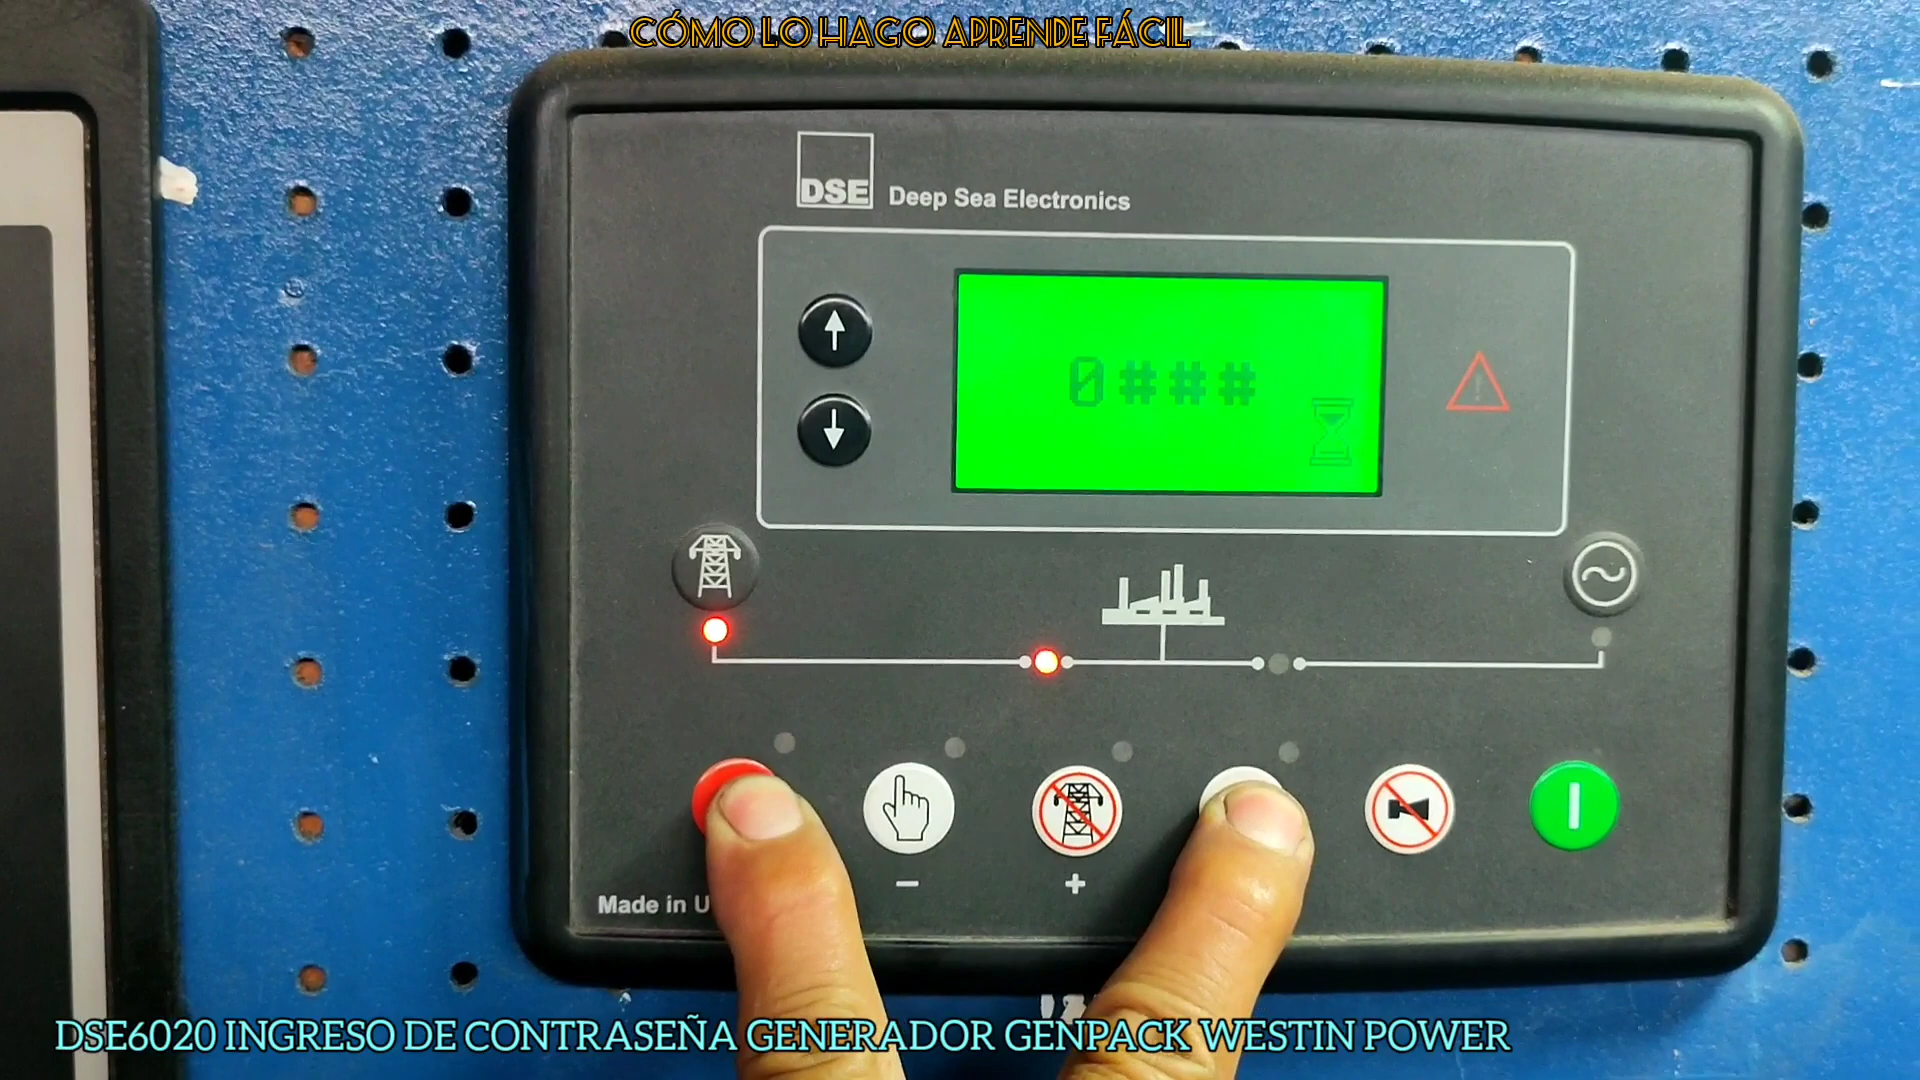 CÓMO LO HAGO APRENDE FÁCIL
DSE Deep Sea Electronics
0###
-
+
Made in U
DSE6020 INGRESO DE CONTRASEÑA GENERADOR GENPACK WESTIN POWER